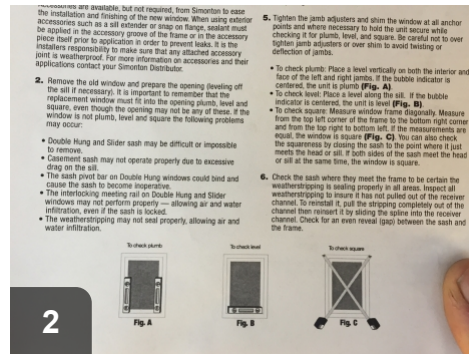 Accessories are available, but not required, from Simonton to ease
the installation and finishing of the new window. When using exterior
accessories such as a sill extender or snap on flange, sealant must
be applied in the accessory groove of the frame or in the accessory
piece itself prior to application in order to prevent leaks. It is the
installers responsibility to make sure that any attached accessory
joint is weatherproof. For more information on accessories and their
applications contact your Simonton Distributor.
2. Remove the old window and prepare the opening (leveling off
the sill if necessary). It is important to remember that the
replacement window must fit into the opening plumb, level and
square, even though the opening may not be any of these. If the
window is not plumb, level and square the following problems
may occur:
• Double Hung and Slider sash may be difficult or impossible
to remove.
• Casement sash may not operate properly due to excessive
drag on the sill.
• The sash pivot bar on Double Hung windows could bind and
cause the sash to become inoperative.
• The interlocking meeting rail on Double Hung and Slider
windows may not perform properly — allowing air and water
infiltration, even if the sash is locked.
• The weatherstripping may not seal properly, allowing air and
water infiltration.
5. Tighten the jamb adjusters and shim the window at all anchor
points and where necessary to hold the unit secure while
checking it for plumb, level, and square. Be careful not to over
tighten jamb adjusters or over shim to avoid twisting or
deflection of jambs.
• To check plumb: Place a level vertically on both the interior and
face of the left and right jambs. If the bubble indicator is
centered, the unit is plumb (Fig. A).
• To check level: Place a level along the sill. If the bubble
indicator is centered, the unit is level (Fig. B).
• To check square: Measure window frame diagonally. Measure
from the top left corner of the frame to the bottom right corner
and from the top right to bottom left. If the measurements are
equal, the window is square (Fig. C). You can also check
the squareness by closing the sash to the point where it just
meets the head or sill. If both sides of the sash meet the head
or sill at the same time, the window is square.
6. Check the sash where they meet the frame to be certain the
weatherstripping is sealing properly in all areas. Inspect all
weatherstripping to insure it has not pulled out of the receiver
channel. To reinstall it, pull the stripping completely out of the
channel then reinsert it by sliding the spline into the receiver
channel. Check for an even reveal (gap) between the sash and
the frame.
To check plumb
To check level
To check square
Fig. A
Fig. B
Fig. C
2